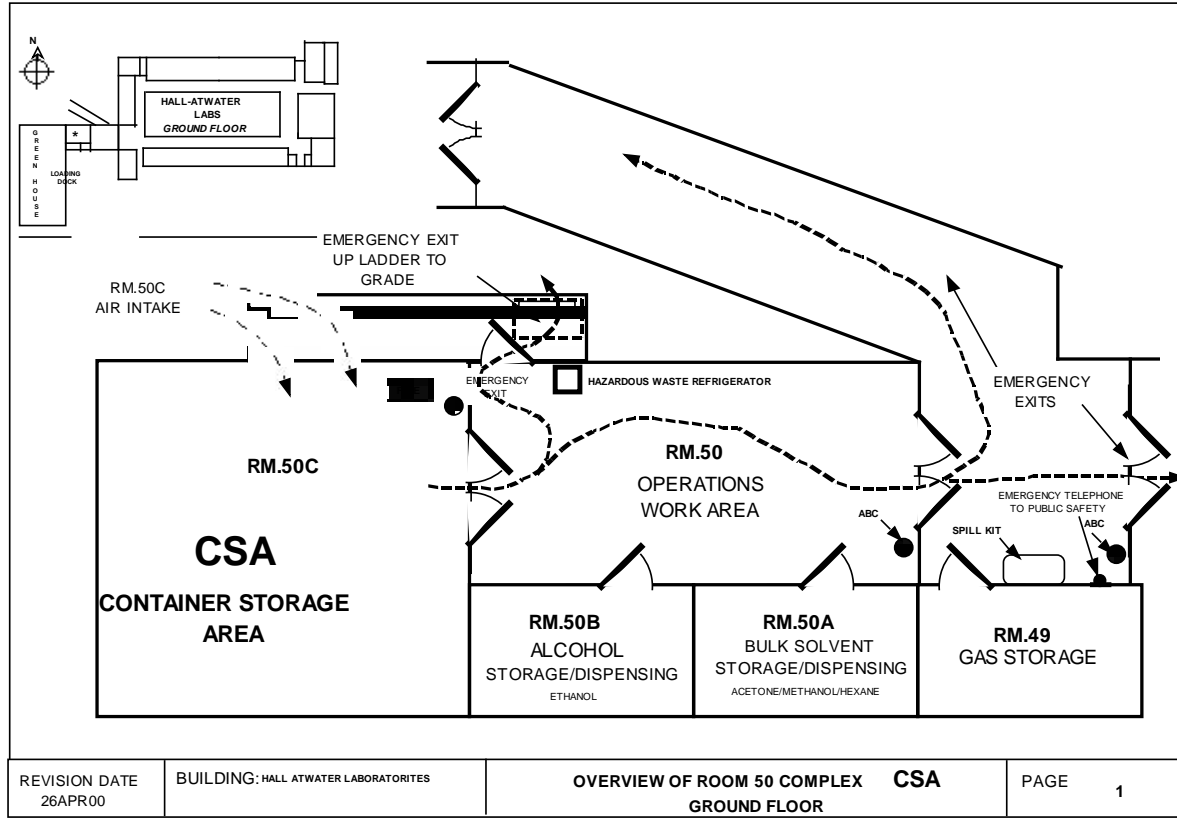 N
HALL-ATWATER
LABS
GROUND FLOOR
*
GREEN HOUSE
LOADING
DOCK
EMERGENCY EXIT
UP LADDER TO
GRADE
RM.50C
AIR INTAKE
EMERGENCY
EXIT
HAZARDOUS WASTE REFRIGERATOR
EMERGENCY
EXITS
RM.50C
RM.50
OPERATIONS
WORK AREA
EMERGENCY TELEPHONE
TO PUBLIC SAFETY
ABC
SPILL KIT
ABC
CSA
CONTAINER STORAGE
AREA
RM.50B
ALCOHOL
STORAGE/DISPENSING
ETHANOL
RM.50A
BULK SOLVENT
STORAGE/DISPENSING
ACETONE/METHANOL/HEXANE
RM.49
GAS STORAGE
REVISION DATE
26APR00
BUILDING: HALL ATWATER LABORATORITES
OVERVIEW OF ROOM 50 COMPLEX CSA
GROUND FLOOR
PAGE 1